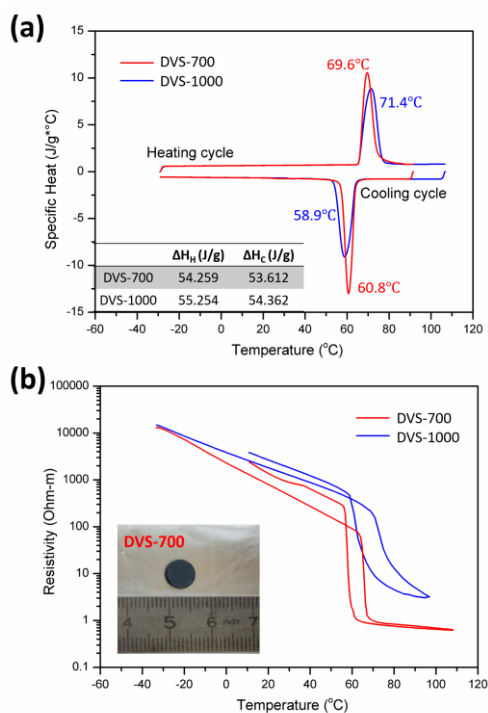 (a)
DVS-700
DVS-1000
69.6°C
71.4°C
Specific Heat (J/g*°C)
15
10
5
0
-5
-10
-15
Heating cycle
Cooling cycle
58.9°C
60.8°C
ΔH_H (J/g) ΔH_C (J/g)
DVS-700 54.259 53.612
DVS-1000 55.254 54.362
-60 -40 -20 0 20 40 60 80 100 120
Temperature (°C)
(b)
DVS-700
DVS-1000
Resistivity (Ohm-m)
100000
10000
1000
100
10
1
0.1
DVS-700
4 5 6 7
-60 -40 -20 0 20 40 60 80 100 120
Temperature (°C)